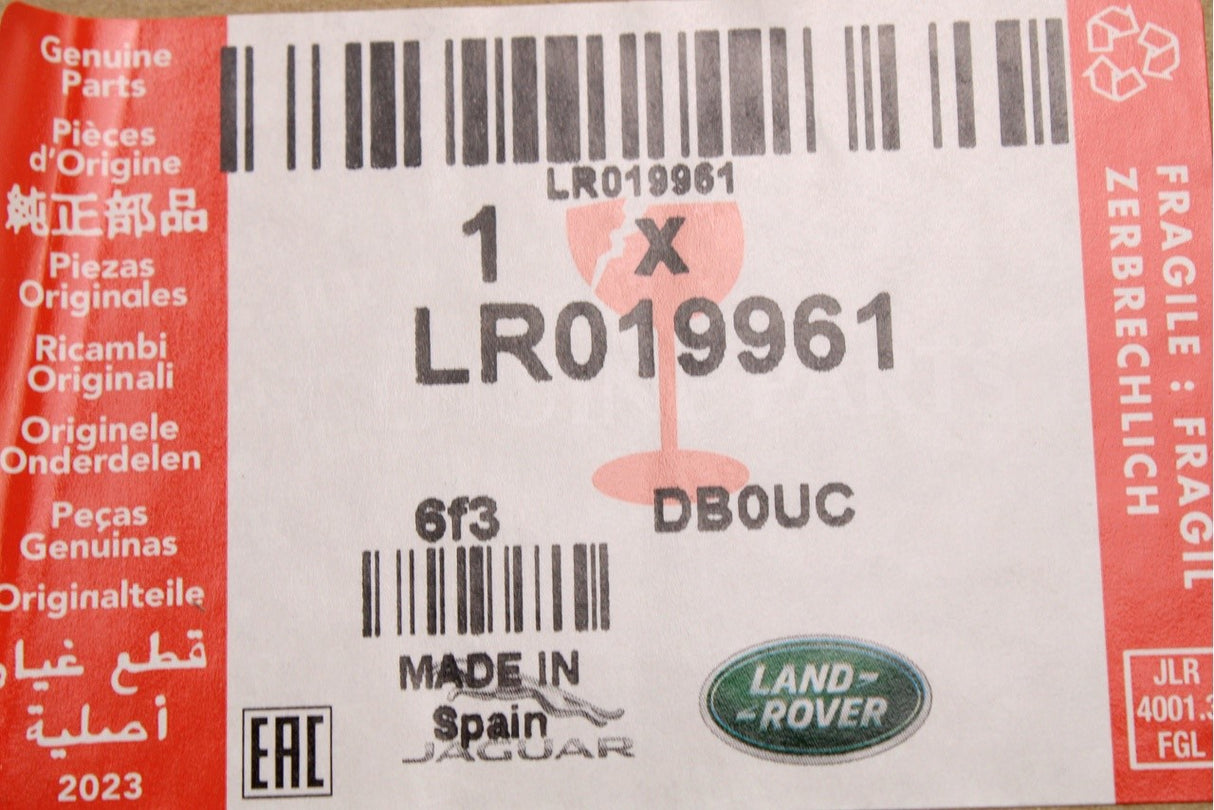 Genuine
Parts
Pièces
d'Origine
純正部品
Piezas
Originales
Ricambi
Originali
Originele
Onderdelen
Peças
Genuinas
Originalteile
قطع غيار
أصلية
2023
LR019961
1 X
LR019961
6f3
DB0UC
MADE IN
Spain
JAGUAR
EAC
LAND-
-ROVER
FRAGILE : FRAGIL
ZERBRECHLICH
JLR
4001.3
FGL